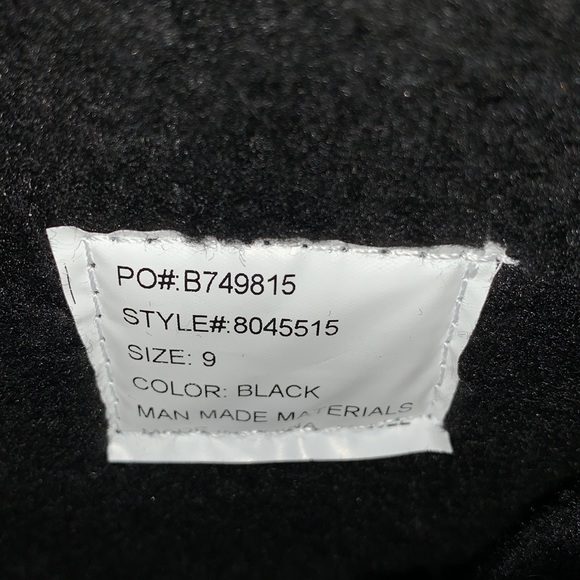 PO#:B749815
STYLE#:8045515
SIZE: 9
COLOR: BLACK
MAN MADE MATERIALS